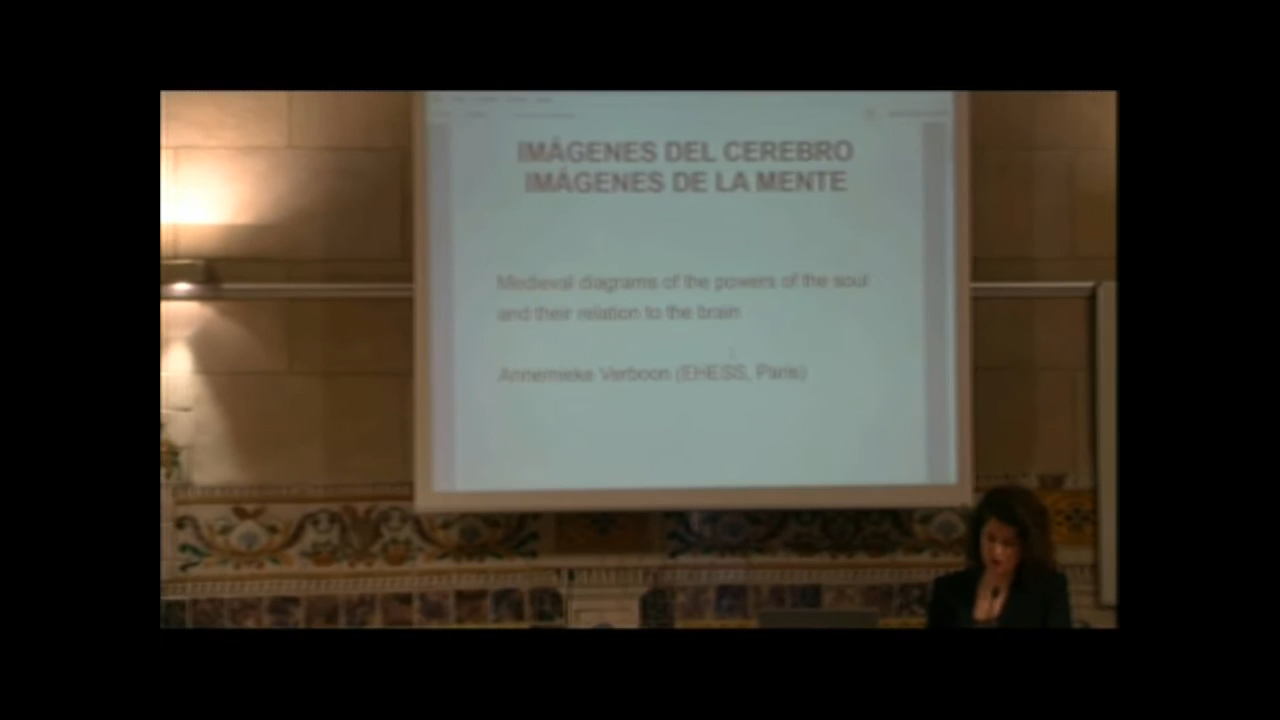 IMÁGENES DEL CEREBRO
IMÁGENES DE LA MENTE
Medieval diagrams of the powers of the soul
and their relation to the brain
Annemieke Verboon (EHESS, Paris)